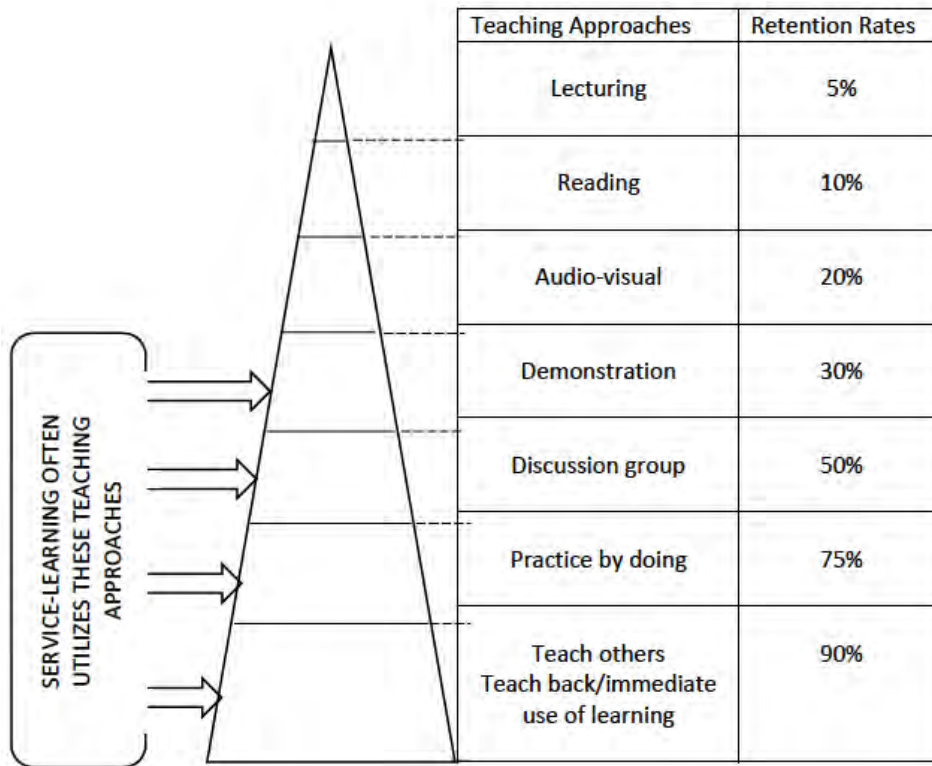 Teaching Approaches Retention Rates
Lecturing 5%
Reading 10%
Audio-visual 20%
Demonstration 30%
Discussion group 50%
Practice by doing 75%
Teach others 90%
Teach back/immediate
use of learning
SERVICE-LEARNING OFTEN
UTILIZES THESE TEACHING
APPROACHES